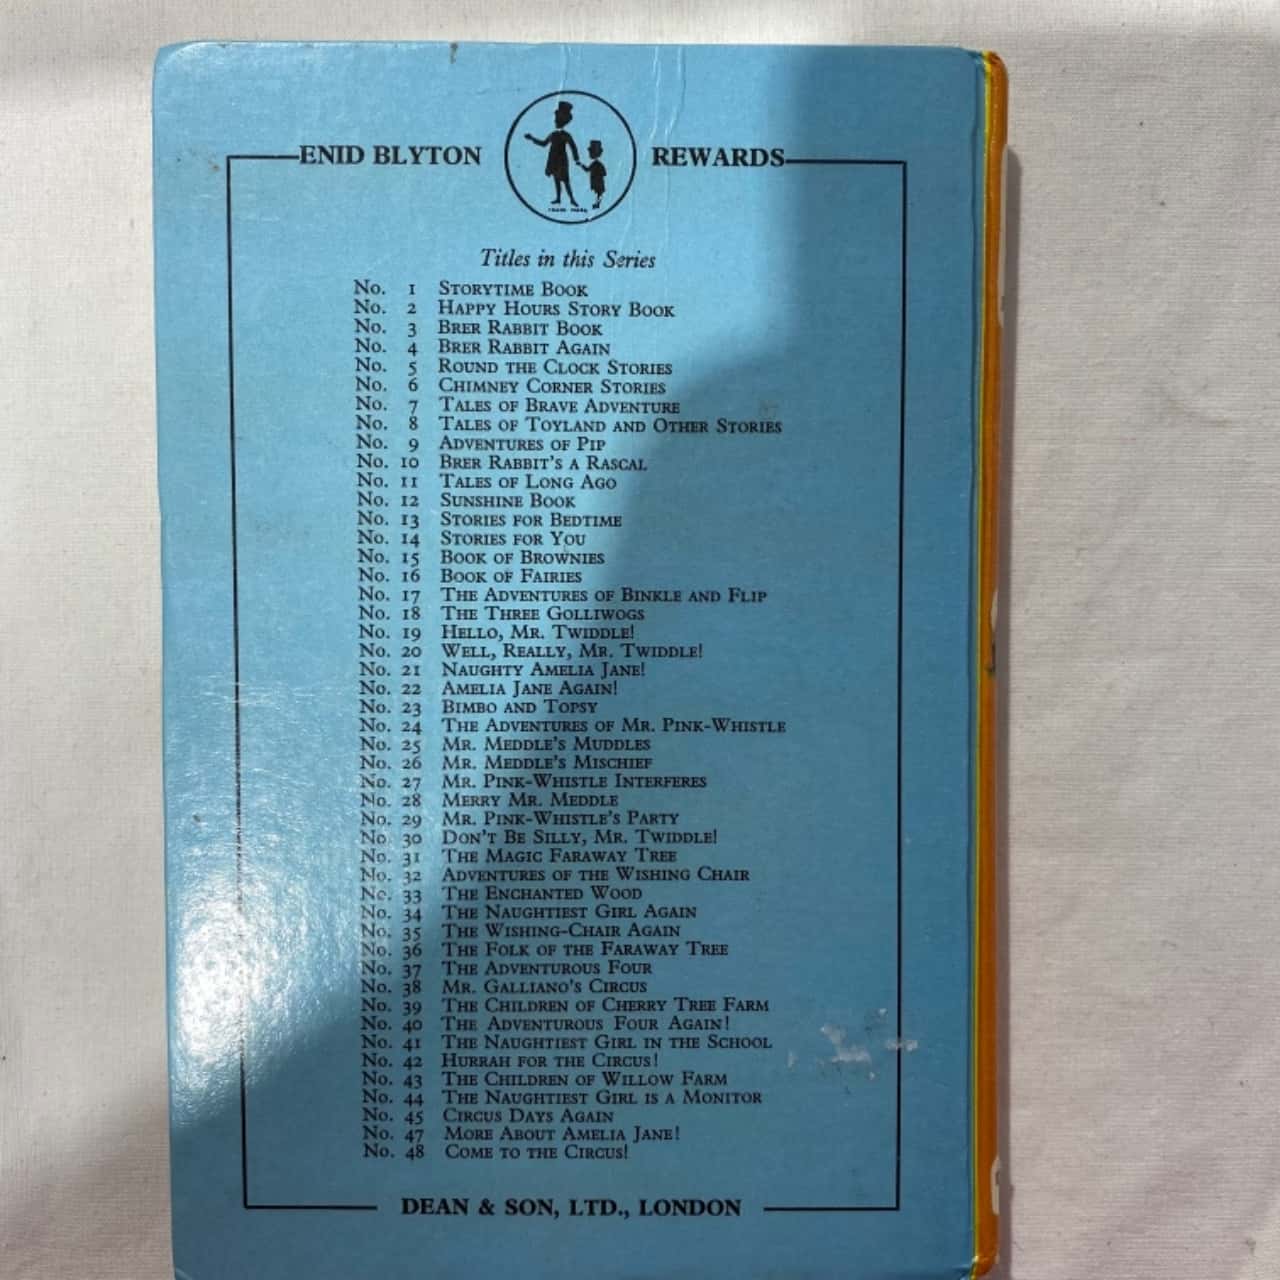 ENID BLYTON REWARDS
TRADE MARK
Titles in this Series
No. 1 STORYTIME BOOK
No. 2 HAPPY HOURS STORY BOOK
No. 3 BRER RABBIT BOOK
No. 4 BRER RABBIT AGAIN
No. 5 ROUND THE CLOCK STORIES
No. 6 CHIMNEY CORNER STORIES
No. 7 TALES OF BRAVE ADVENTURE
No. 8 TALES OF TOYLAND AND OTHER STORIES
No. 9 ADVENTURES OF PIP
No. 10 BRER RABBIT'S A RASCAL
No. 11 TALES OF LONG AGO
No. 12 SUNSHINE BOOK
No. 13 STORIES FOR BEDTIME
No. 14 STORIES FOR YOU
No. 15 BOOK OF BROWNIES
No. 16 BOOK OF FAIRIES
No. 17 THE ADVENTURES OF BINKLE AND FLIP
No. 18 THE THREE GOLLIWOGS
No. 19 HELLO, MR. TWIDDLE!
No. 20 WELL, REALLY, MR. TWIDDLE!
No. 21 NAUGHTY AMELIA JANE!
No. 22 AMELIA JANE AGAIN!
No. 23 BIMBO AND TOPSY
No. 24 THE ADVENTURES OF MR. PINK-WHISTLE
No. 25 MR. MEDDLE'S MUDDLES
No. 26 MR. MEDDLE'S MISCHIEF
No. 27 MR. PINK-WHISTLE INTERFERES
No. 28 MERRY MR. MEDDLE
No. 29 MR. PINK-WHISTLE'S PARTY
No. 30 DON'T BE SILLY, MR. TWIDDLE!
No. 31 THE MAGIC FARAWAY TREE
No. 32 ADVENTURES OF THE WISHING CHAIR
No. 33 THE ENCHANTED WOOD
No. 34 THE NAUGHTIEST GIRL AGAIN
No. 35 THE WISHING-CHAIR AGAIN
No. 36 THE FOLK OF THE FARAWAY TREE
No. 37 THE ADVENTUROUS FOUR
No. 38 MR. GALLIANO'S CIRCUS
No. 39 THE CHILDREN OF CHERRY TREE FARM
No. 40 THE ADVENTUROUS FOUR AGAIN!
No. 41 THE NAUGHTIEST GIRL IN THE SCHOOL
No. 42 HURRAH FOR THE CIRCUS!
No. 43 THE CHILDREN OF WILLOW FARM
No. 44 THE NAUGHTIEST GIRL IS A MONITOR
No. 45 CIRCUS DAYS AGAIN
No. 47 MORE ABOUT AMELIA JANE!
No. 48 COME TO THE CIRCUS!
DEAN & SON, LTD., LONDON